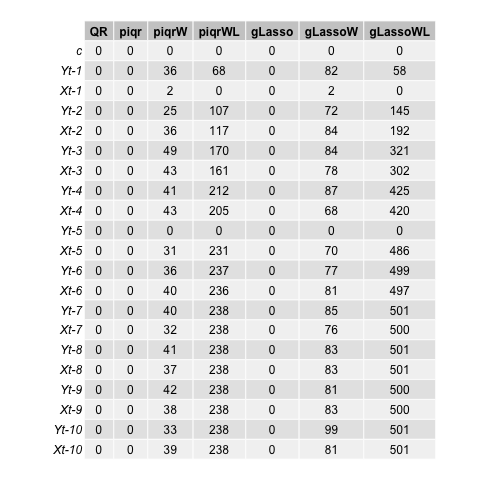 QR piqr piqrW piqrWL gLasso gLassoW gLassoWL
c 0 0 0 0 0 0 0
Yt-1 0 0 36 68 0 82 58
Xt-1 0 0 2 0 0 2 0
Yt-2 0 0 25 107 0 72 145
Xt-2 0 0 36 117 0 84 192
Yt-3 0 0 49 170 0 84 321
Xt-3 0 0 43 161 0 78 302
Yt-4 0 0 41 212 0 87 425
Xt-4 0 0 43 205 0 68 420
Yt-5 0 0 0 0 0 0 0
Xt-5 0 0 31 231 0 70 486
Yt-6 0 0 36 237 0 77 499
Xt-6 0 0 40 236 0 81 497
Yt-7 0 0 40 238 0 85 501
Xt-7 0 0 32 238 0 76 500
Yt-8 0 0 41 238 0 83 501
Xt-8 0 0 37 238 0 83 501
Yt-9 0 0 42 238 0 81 500
Xt-9 0 0 38 238 0 83 500
Yt-10 0 0 33 238 0 99 501
Xt-10 0 0 39 238 0 81 501